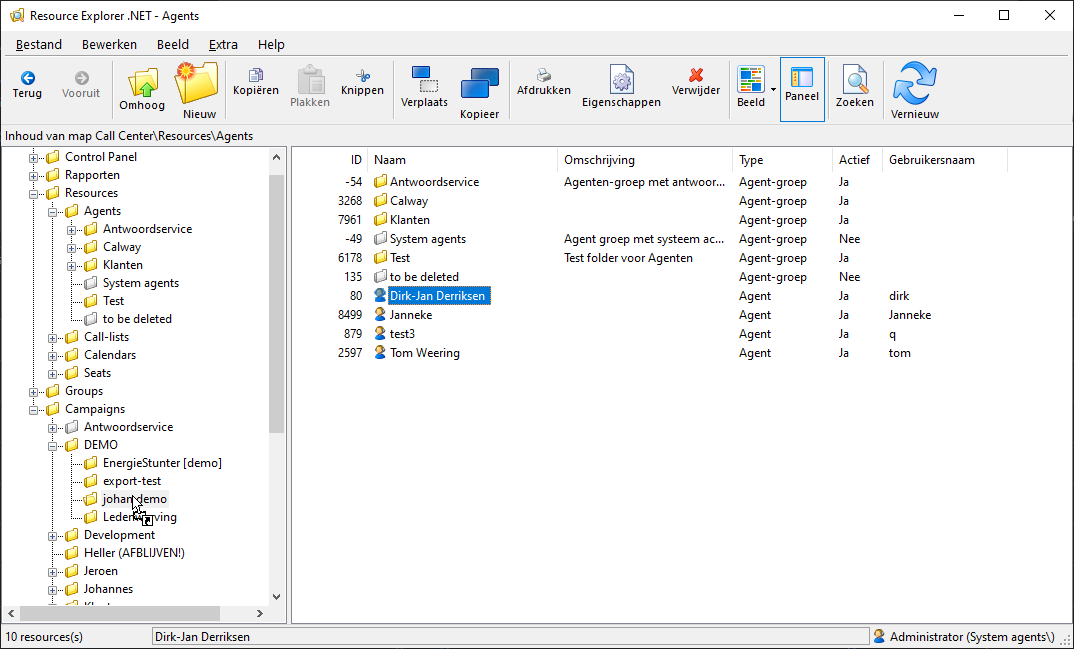 Resource Explorer .NET - Agents
Bestand Bewerken Beeld Extra Help
Terug Vooruit Omhoog Nieuw Kopiëren Plakken Knippen Verplaats Kopieer Afdrukken Eigenschappen Verwijder Beeld Paneel Zoeken Vernieuw
Inhoud van map Call Center\Resources\Agents
Control Panel
Rapporten
Resources
Agents
Antwoordservice
Calway
Klanten
System agents
Test
to be deleted
Call-lists
Calendars
Seats
Groups
Campaigns
Antwoordservice
DEMO
EnergieStunter [demo]
export-test
johan demo
Development
Heller (AFBLIJVEN!)
Jeroen
Johannes
ID Naam Omschrijving Type Actief Gebruikersnaam
-54 Antwoordservice Agenten-groep met antwoor... Agent-groep Ja
3268 Calway Agent-groep Ja
7961 Klanten Agent-groep Ja
-49 System agents Agent groep met systeem ac... Agent-groep Nee
6178 Test Test folder voor Agenten Agent-groep Ja
135 to be deleted Agent-groep Nee
80 Dirk-Jan Derriksen Agent Ja dirk
8499 Janneke Agent Ja Janneke
879 test3 Agent Ja q
2597 Tom Weering Agent Ja tom
10 resources(s) Dirk-Jan Derriksen Administrator (System agents\)